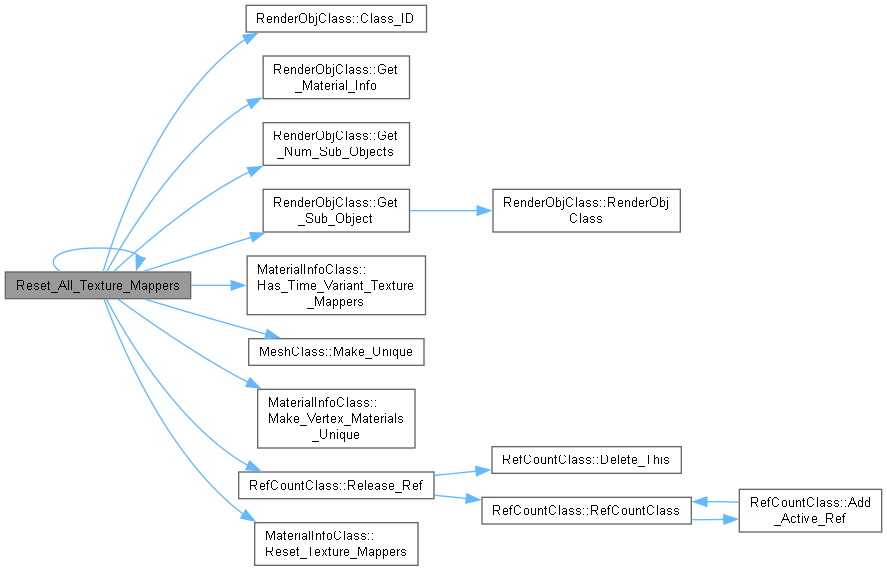 RenderObjClass::Class_ID
RenderObjClass::Get
_Material_Info
RenderObjClass::Get
_Num_Sub_Objects
RenderObjClass::Get
_Sub_Object
RenderObjClass::RenderObj
Class
Reset_All_Texture_Mappers
MaterialInfoClass::
Has_Time_Variant_Texture
_Mappers
MeshClass::Make_Unique
MaterialInfoClass::
Make_Vertex_Materials
_Unique
RefCountClass::Release_Ref
RefCountClass::Delete_This
RefCountClass::RefCountClass
RefCountClass::Add
_Active_Ref
MaterialInfoClass::
Reset_Texture_Mappers